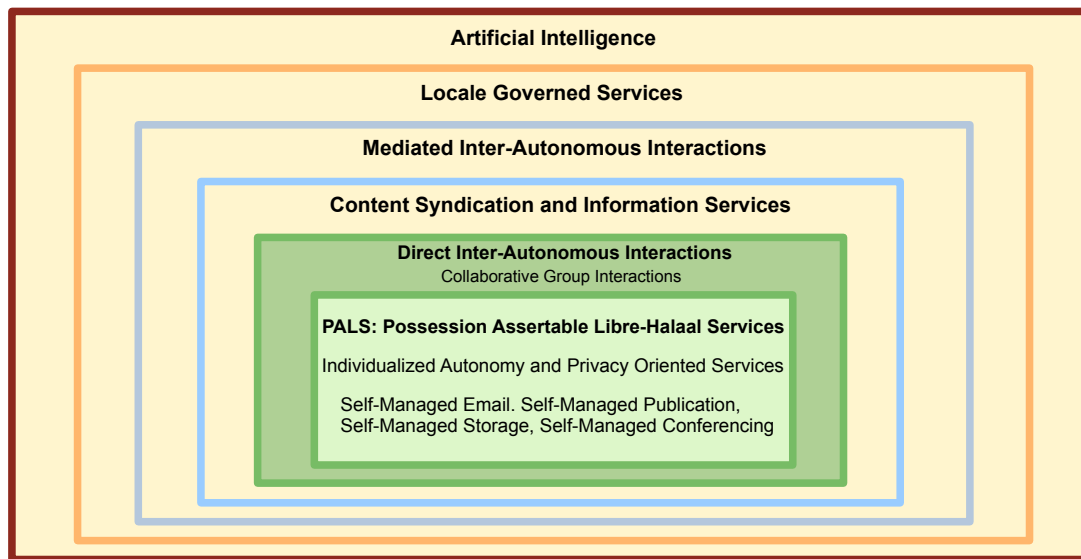 Artificial Intelligence
Locale Governed Services
Mediated Inter-Autonomous Interactions
Content Syndication and Information Services
Direct Inter-Autonomous Interactions
Collaborative Group Interactions
PALS: Possession Assertable Libre-Halaal Services
Individualized Autonomy and Privacy Oriented Services
Self-Managed Email. Self-Managed Publication,
Self-Managed Storage, Self-Managed Conferencing